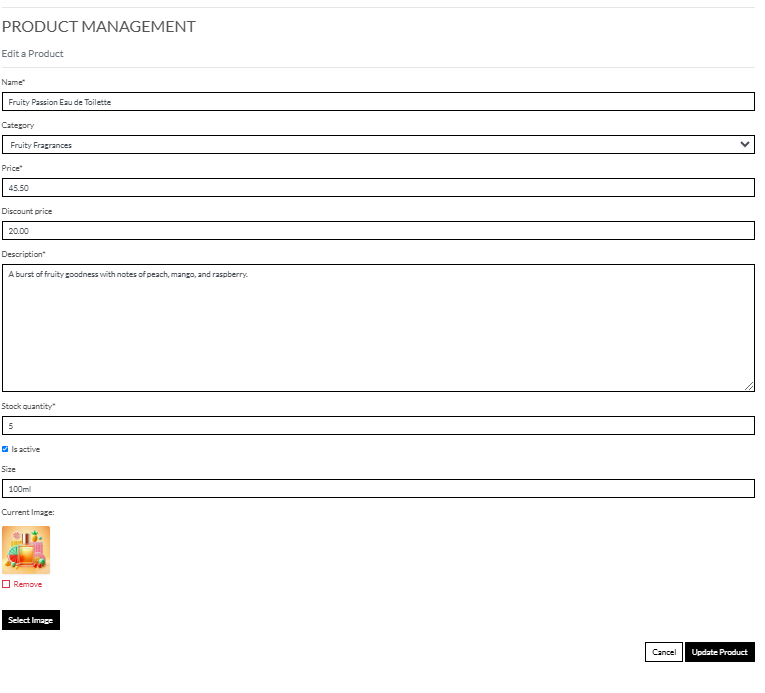 PRODUCT MANAGEMENT
Edit a Product
Name*
Fruity Passion Eau de Toilette
Category
Fruity Fragrances
Price*
45.50
Discount price
20.00
Description*
A burst of fruity goodness with notes of peach, mango, and raspberry.
Stock quantity*
5
Is active
Size
100ml
Current Image:
Remove
Select Image
Cancel Update Product